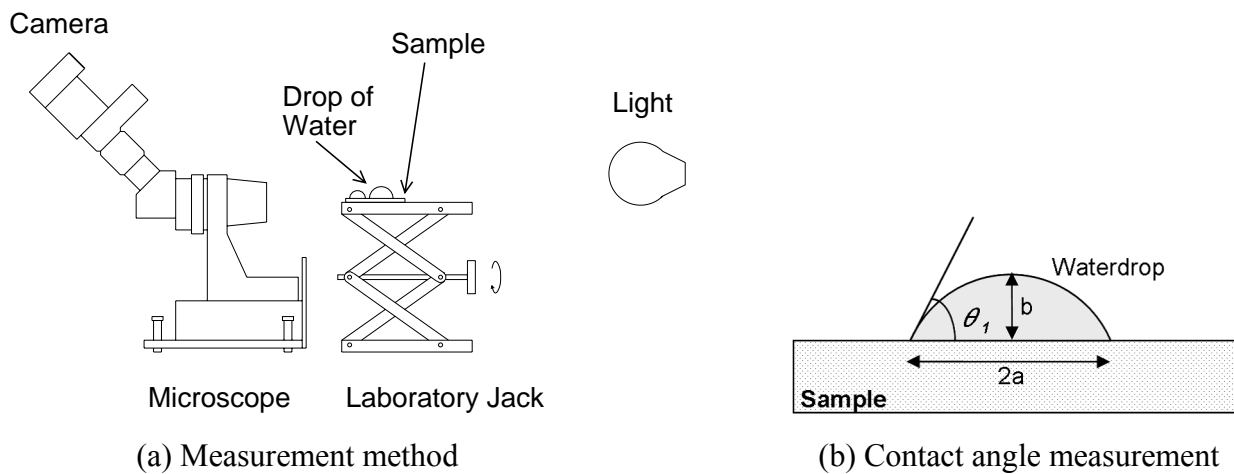 Camera
Sample
Drop of
Water
Light
Microscope
Laboratory Jack
(a) Measurement method
Waterdrop
θ₁
b
2a
Sample
(b) Contact angle measurement